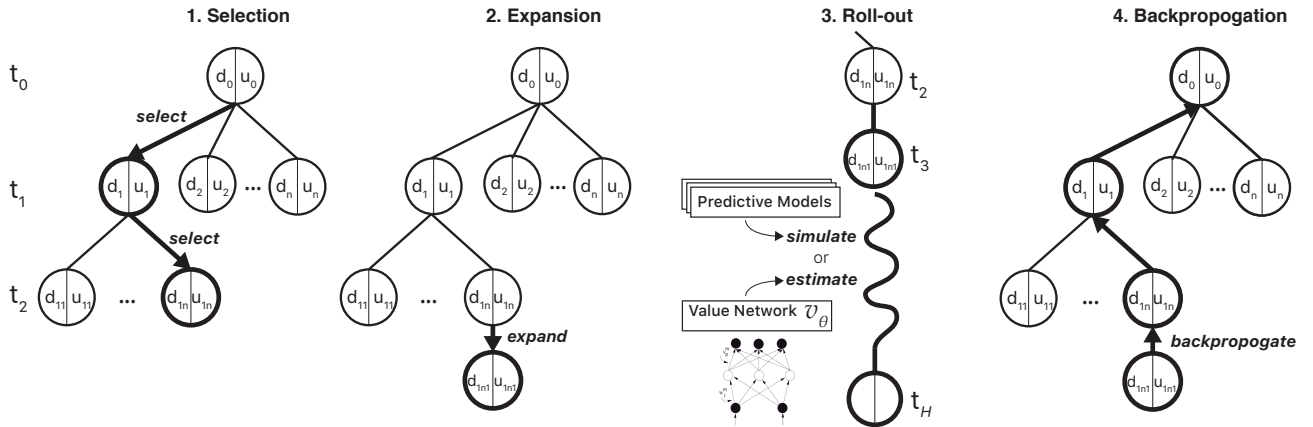 1. Selection
2. Expansion
3. Roll-out
4. Backpropogation
t0
d0 u0
select
t1
d1 u1
d2 u2
...
dn un
select
t2
d11 u11
...
d1n u1n
d0 u0
d1 u1
d2 u2
...
dn un
d11 u11
...
d1n u1n
expand
d1n1 u1n1
d1n u1n
t2
d1n1 u1n1
t3
Predictive Models
simulate
or
estimate
Value Network vθ
tH
d0 u0
d1 u1
d2 u2
...
dn un
d11 u11
...
d1n u1n
backpropogate
d1n1 u1n1